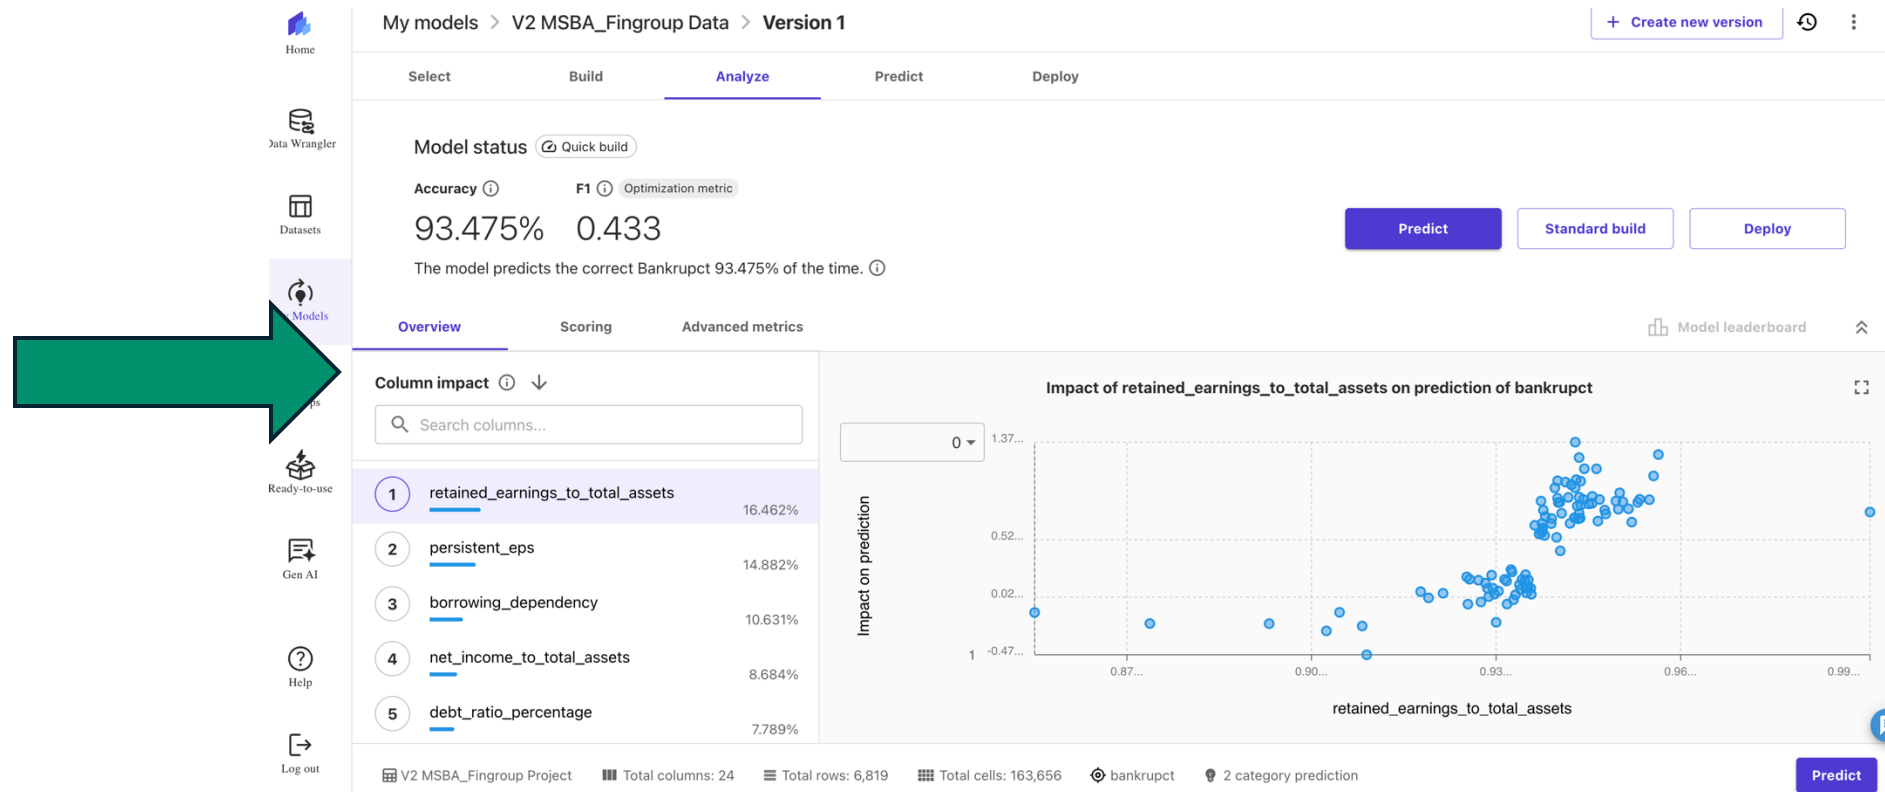 My models > V2 MSBA_Fingroup Data > Version 1
+ Create new version
Home
Data Wrangler
Datasets
Models
Ready-to-use
Gen AI
Help
Log out
Select Build Analyze Predict Deploy
Model status Quick build
Accuracy F1 Optimization metric
93.475% 0.433
The model predicts the correct Bankrupct 93.475% of the time.
Predict Standard build Deploy
Overview Scoring Advanced metrics Model leaderboard
Column impact
Search columns...
1 retained_earnings_to_total_assets 16.462%
2 persistent_eps 14.882%
3 borrowing_dependency 10.631%
4 net_income_to_total_assets 8.684%
5 debt_ratio_percentage 7.789%
Impact of retained_earnings_to_total_assets on prediction of bankrupct
0
1
Impact on prediction
1.37...
0.52...
0.02...
-0.47...
0.87... 0.90... 0.93... 0.96... 0.99...
retained_earnings_to_total_assets
V2 MSBA_Fingroup Project Total columns: 24 Total rows: 6,819 Total cells: 163,656 bankrupct 2 category prediction
Predict